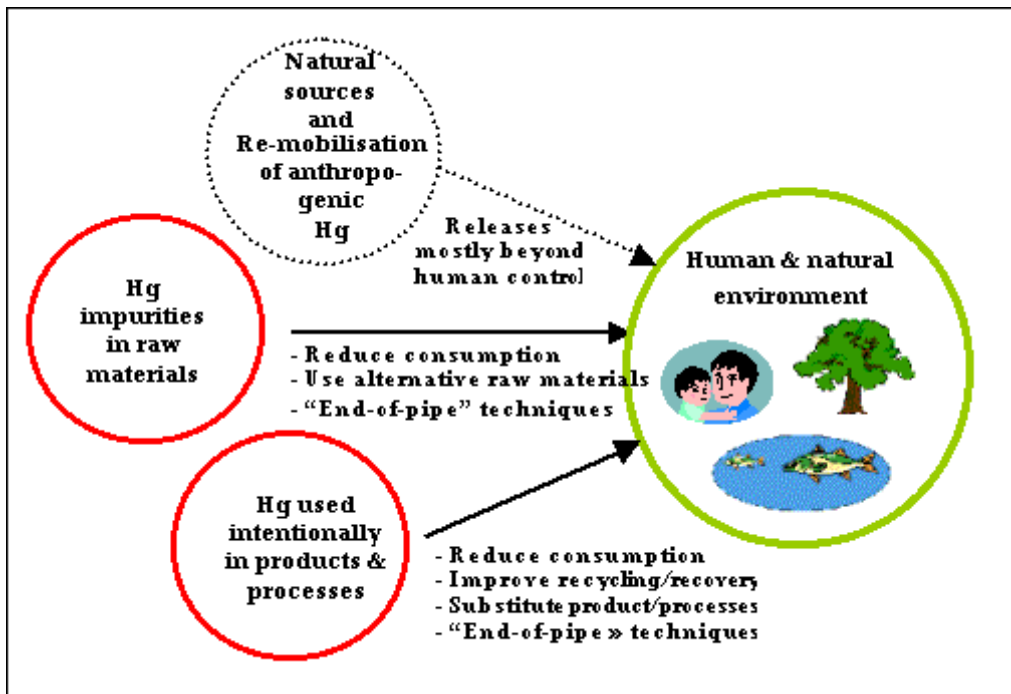 Natural
sources
and
Re-mobilisation
of anthropo-
genic
Hg
Releases
mostly beyond
human control
Human & natural
environment
Hg
impurities
in raw
materials
- Reduce consumption
- Use alternative raw materials
- “End-of-pipe” techniques
Hg used
intentionally
in products &
processes
- Reduce consumption
- Improve recycling/recovery
- Substitute product/processes
- “End-of-pipe » techniques